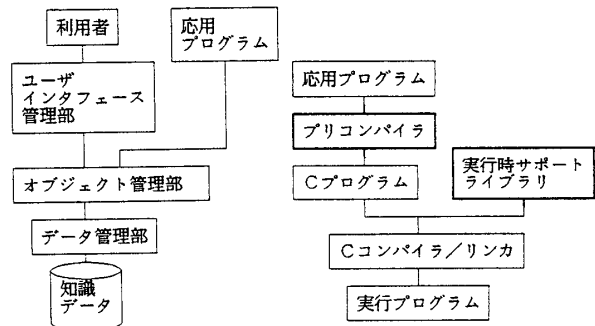 利用者
応用
プログラム
ユーザ
インタフェース
管理部
オブジェクト管理部
データ管理部
知識
データ
応用プログラム
プリコンパイラ
Cプログラム
実行時サポート
ライブラリ
Cコンパイラ/リンカ
実行プログラム